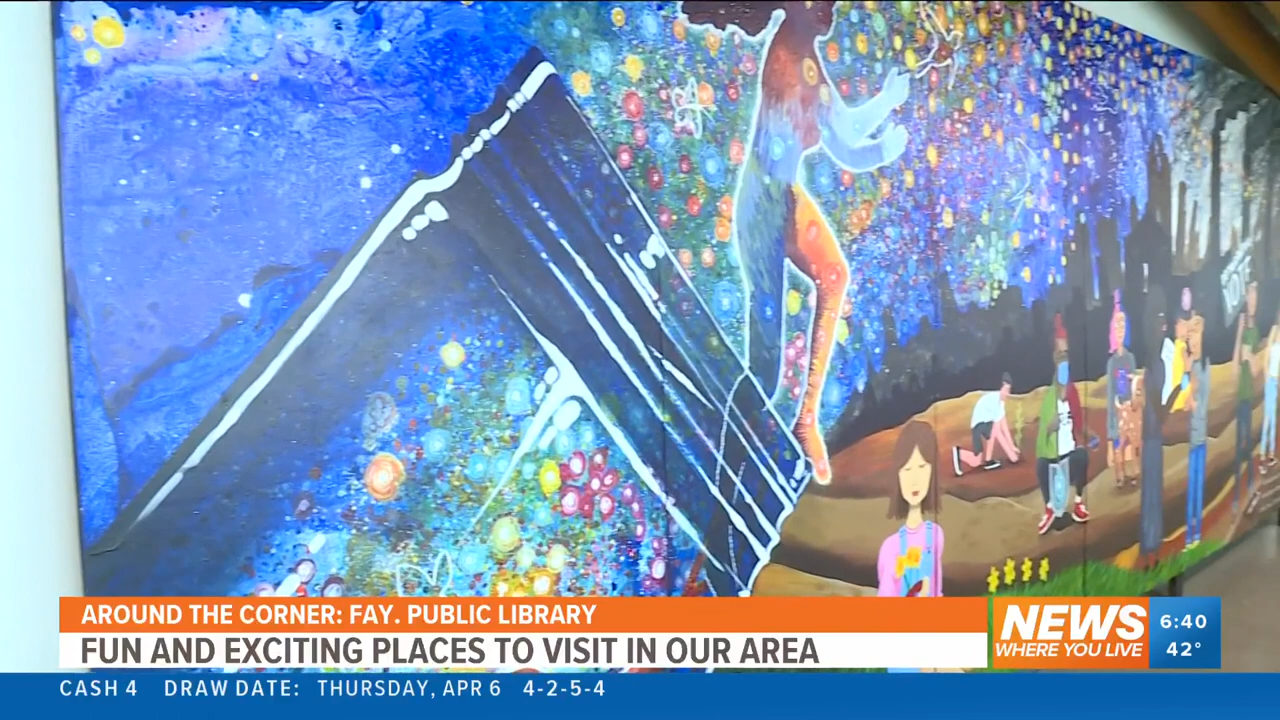 VOTE
AROUND THE CORNER: FAY. PUBLIC LIBRARY
FUN AND EXCITING PLACES TO VISIT IN OUR AREA
NEWS
WHERE YOU LIVE
6:40
42°
CASH 4 DRAW DATE: THURSDAY, APR 6 4-2-5-4